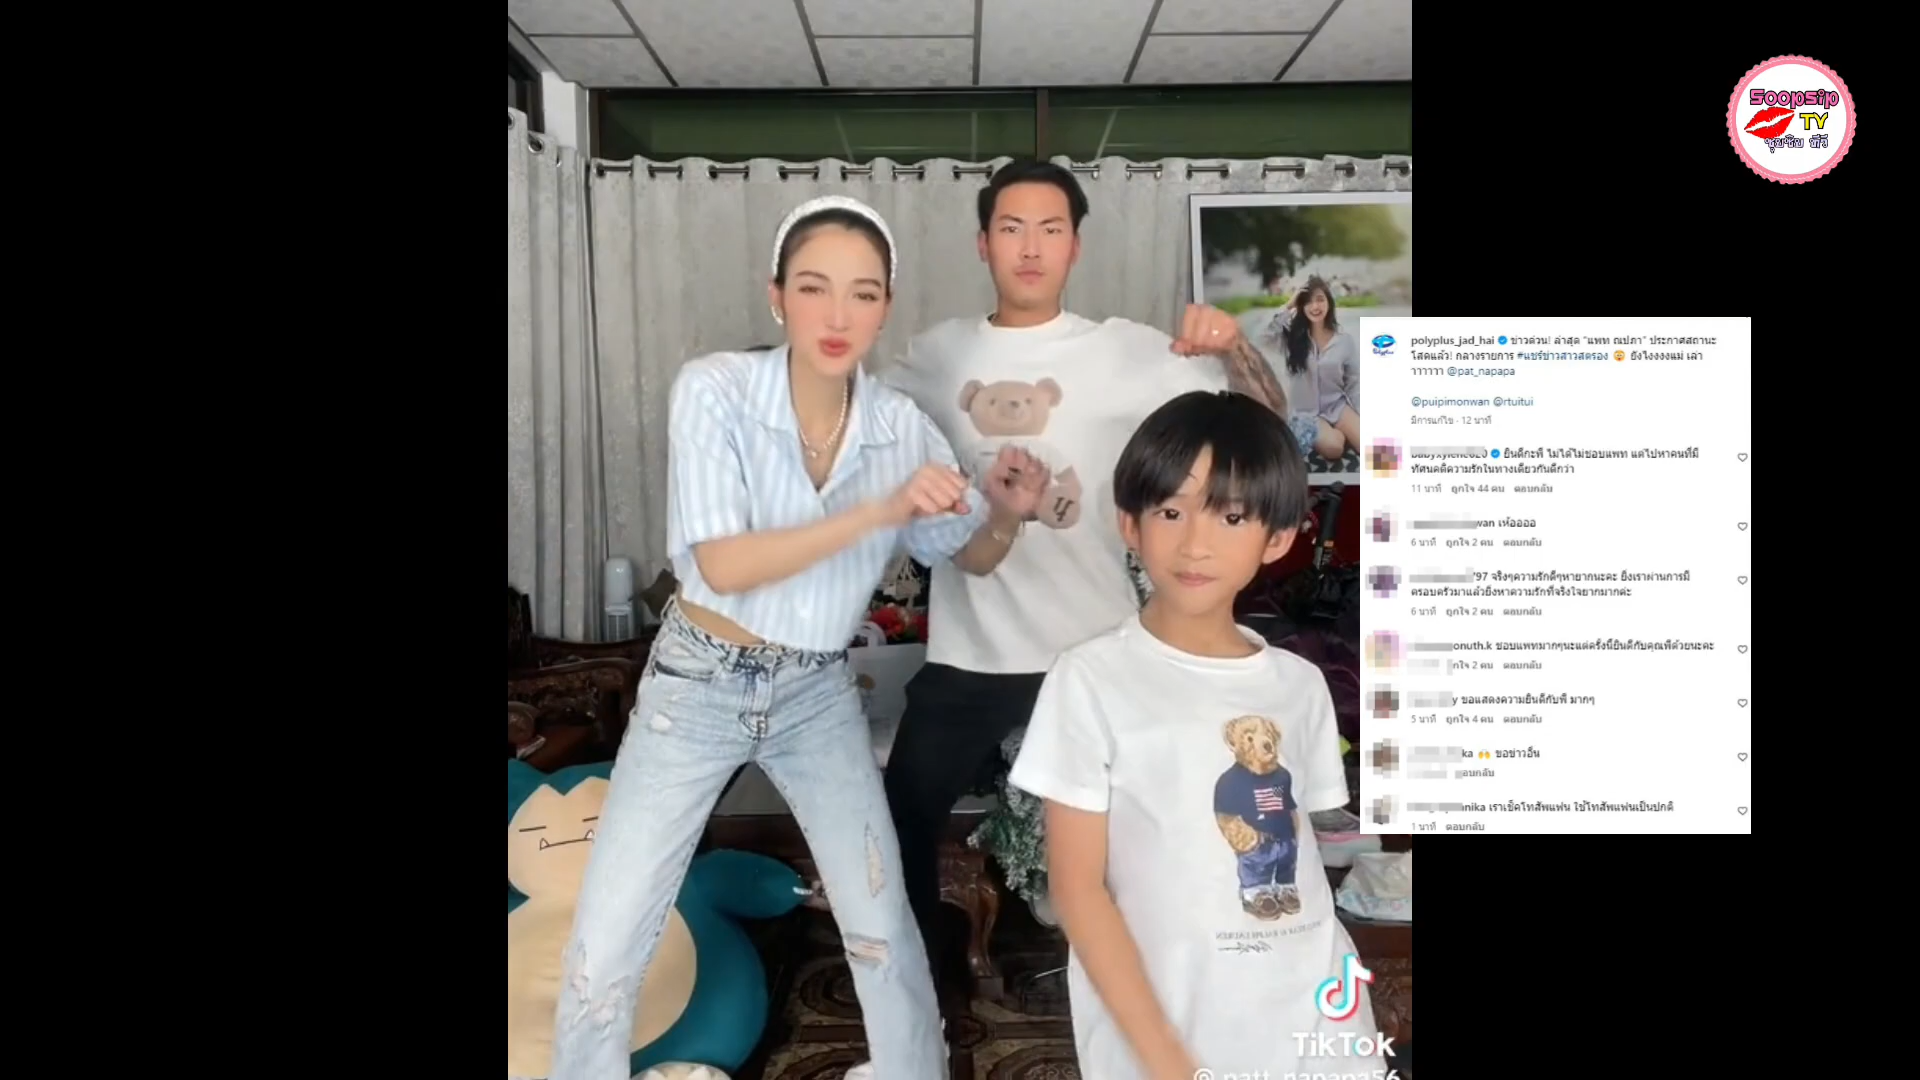 Soopsip
TV
ซุบซิบ ทีวี
polyplus_jad_hai ข่าวด่วน! ล่าสุด "แพท ณปภา" ประกาศสถานะ
โสดแล้ว! กลางรายการ #แชร์ข่าวสาวสตรอง 🤯 ยังไงงงงแม่ เล่า
าาาาาา @pat_napapa
@puipimonwan @rtuitui
มีการแก้ไข · 12 นาที
ยินดีกะพี่ ไม่ได้ไม่ชอบแพท แต่ไปหาคนที่มี
ทัศนคติความรักในทางเดียวกันดีกว่า
11 นาที ถูกใจ 44 คน ตอบกลับ
wan เห้อออ
6 นาที ถูกใจ 2 คน ตอบกลับ
797 จริงๆความรักดีๆหายากนะคะ ยิ่งเราผ่านการมี
ครอบครัวมาแล้วยิ่งหาความรักที่จริงใจยากมากค่ะ
6 นาที ถูกใจ 2 คน ตอบกลับ
onuth.k ชอบแพทมากๆนะแต่ครั้งนี้ยินดีกับคุณพี่ด้วยนะคะ
ถูกใจ 2 คน ตอบกลับ
y ขอแสดงความยินดีกับพี่ มากๆ
5 นาที ถูกใจ 4 คน ตอบกลับ
ka 🙌 ขอข่าวอื่น
ตอบกลับ
nika เราเช็คโทสัพแฟน ใช้โทสัพแฟนเป็นปกติ
1 นาที ตอบกลับ
TikTok
@patt_napapa56